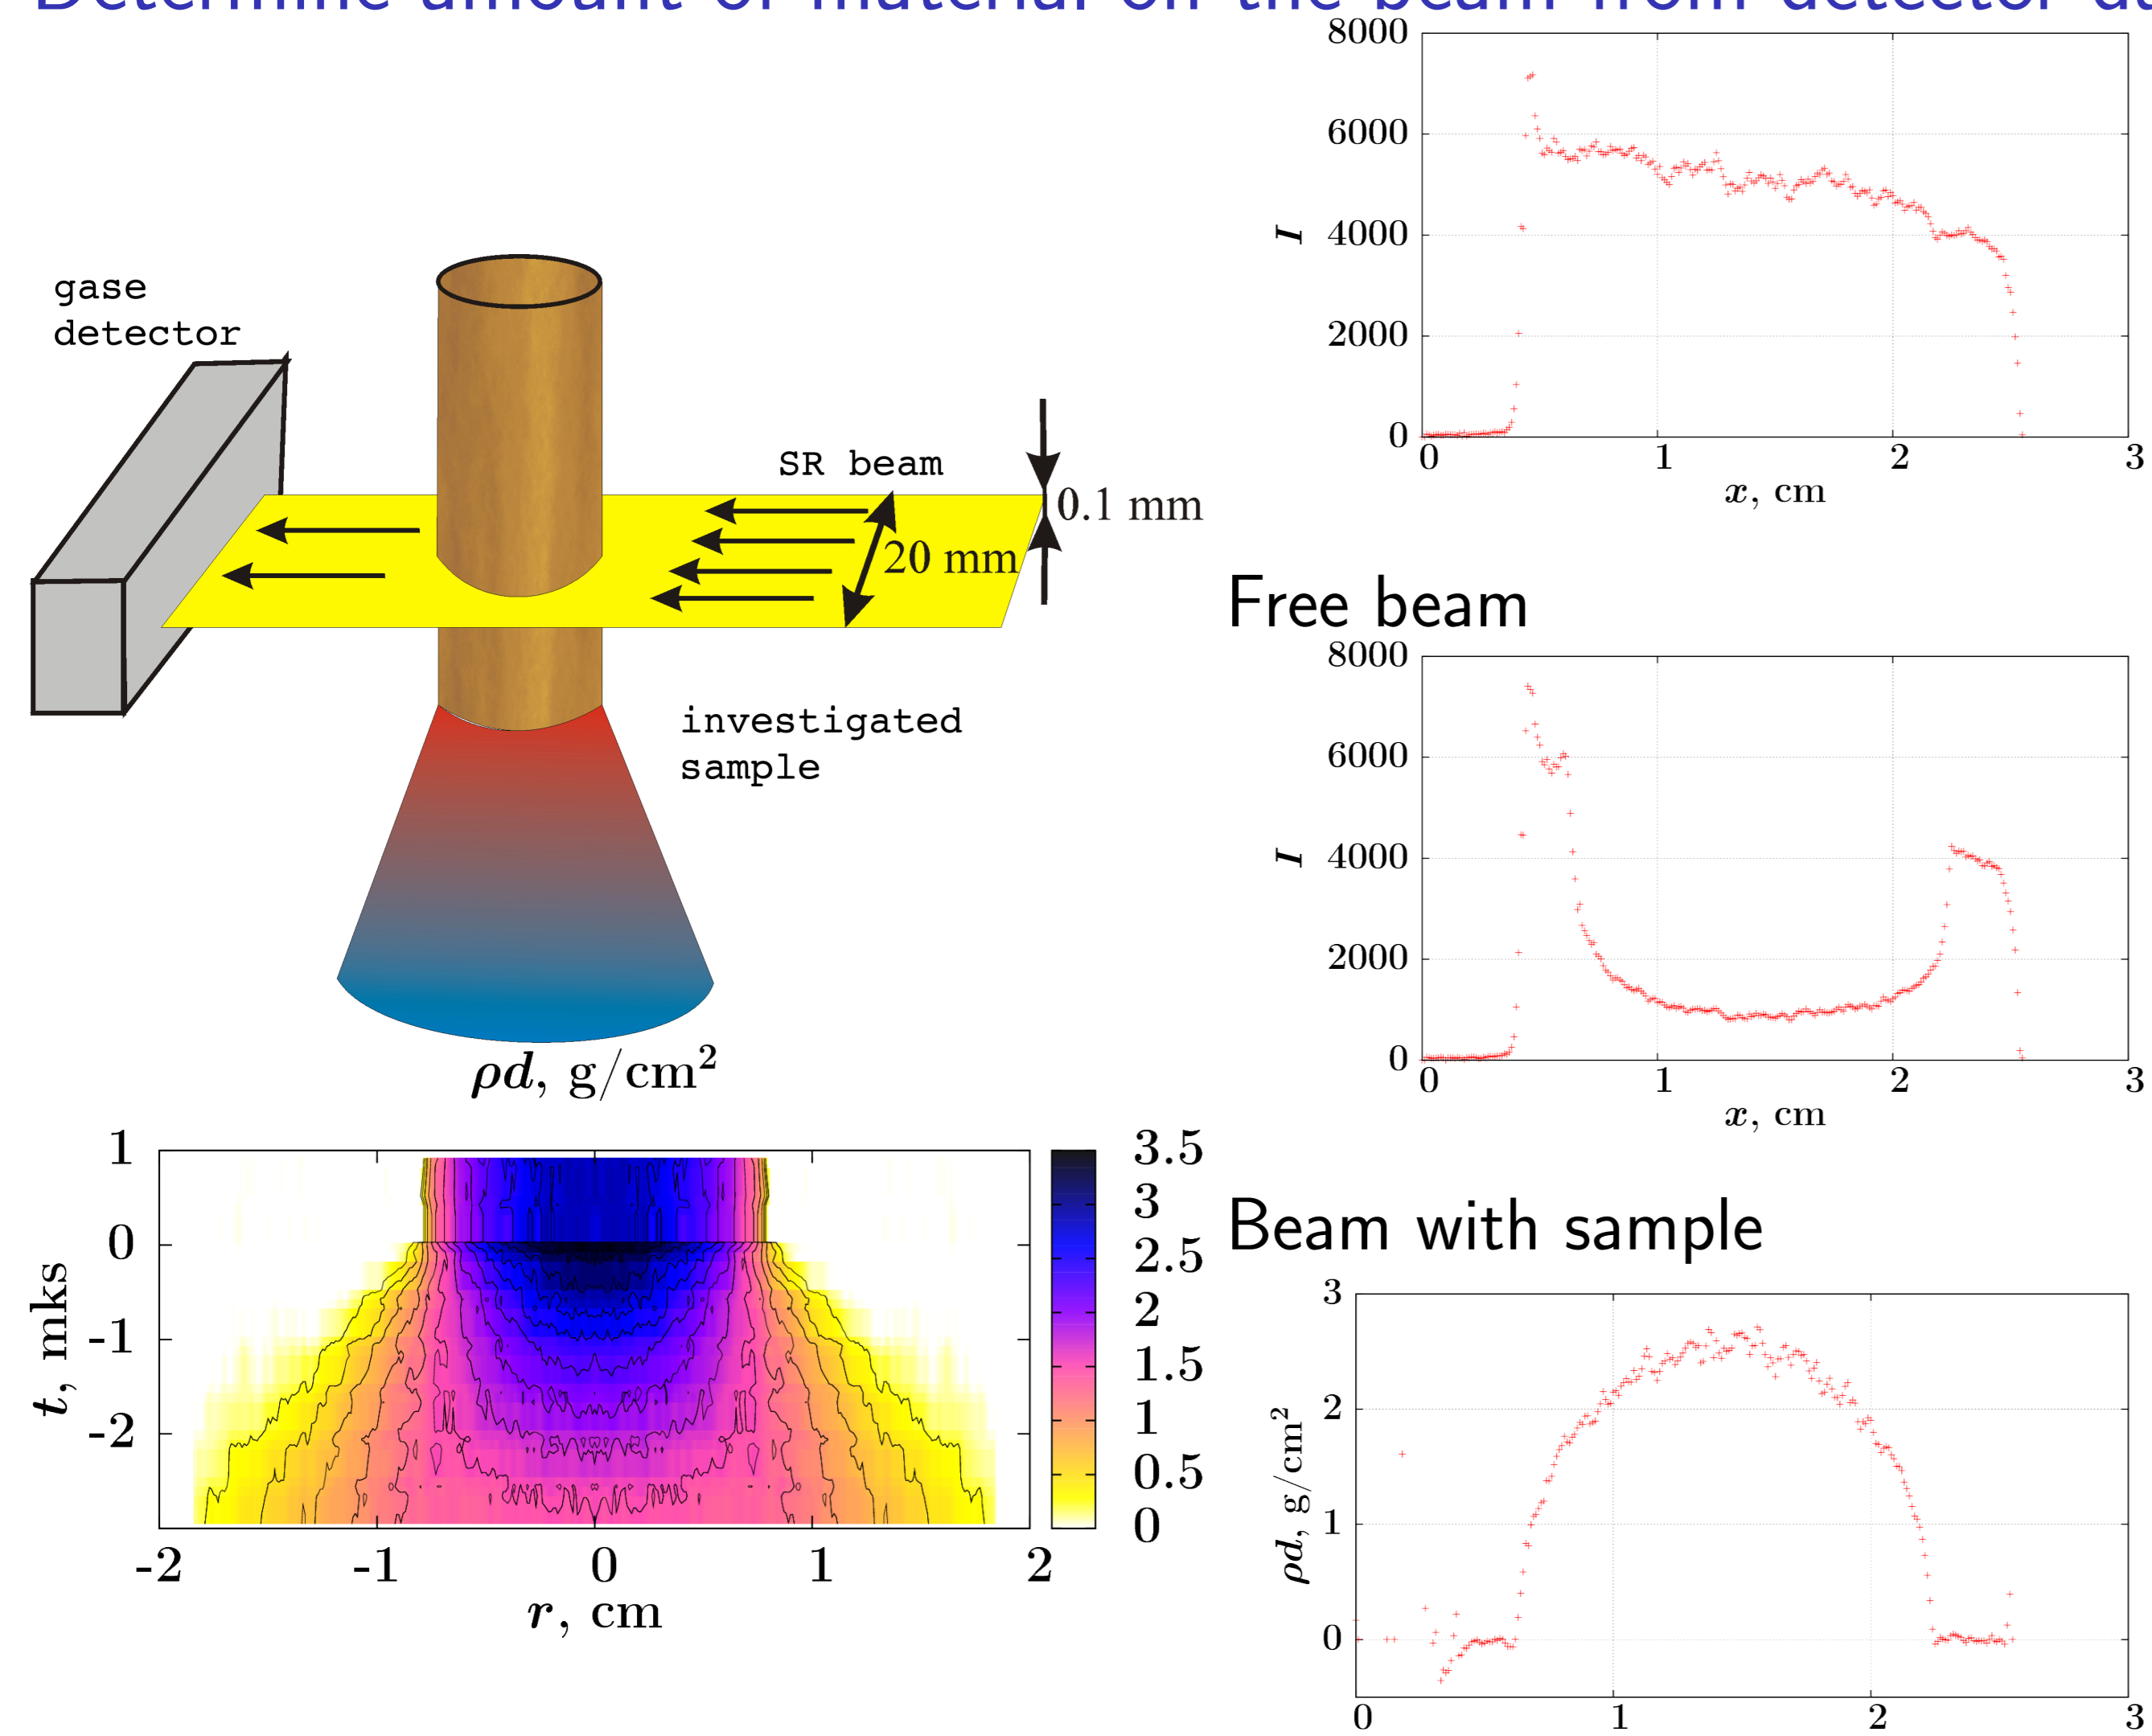 Determine amount of material on the beam from detector
gase
detector
SR beam
0.1 mm
20 mm
investigated
sample
ρd, g/cm²
1
0
-1
-2
t, mks
-2 -1 0 1 2
r, cm
3.5
3
2.5
2
1.5
1
0.5
0
8000
6000
4000
2000
0
I
0 1 2 3
x, cm
Free beam
8000
6000
4000
2000
0
I
0 1 2 3
x, cm
Beam with sample
3
2
1
0
ρd, g/cm²
0 1 2 3